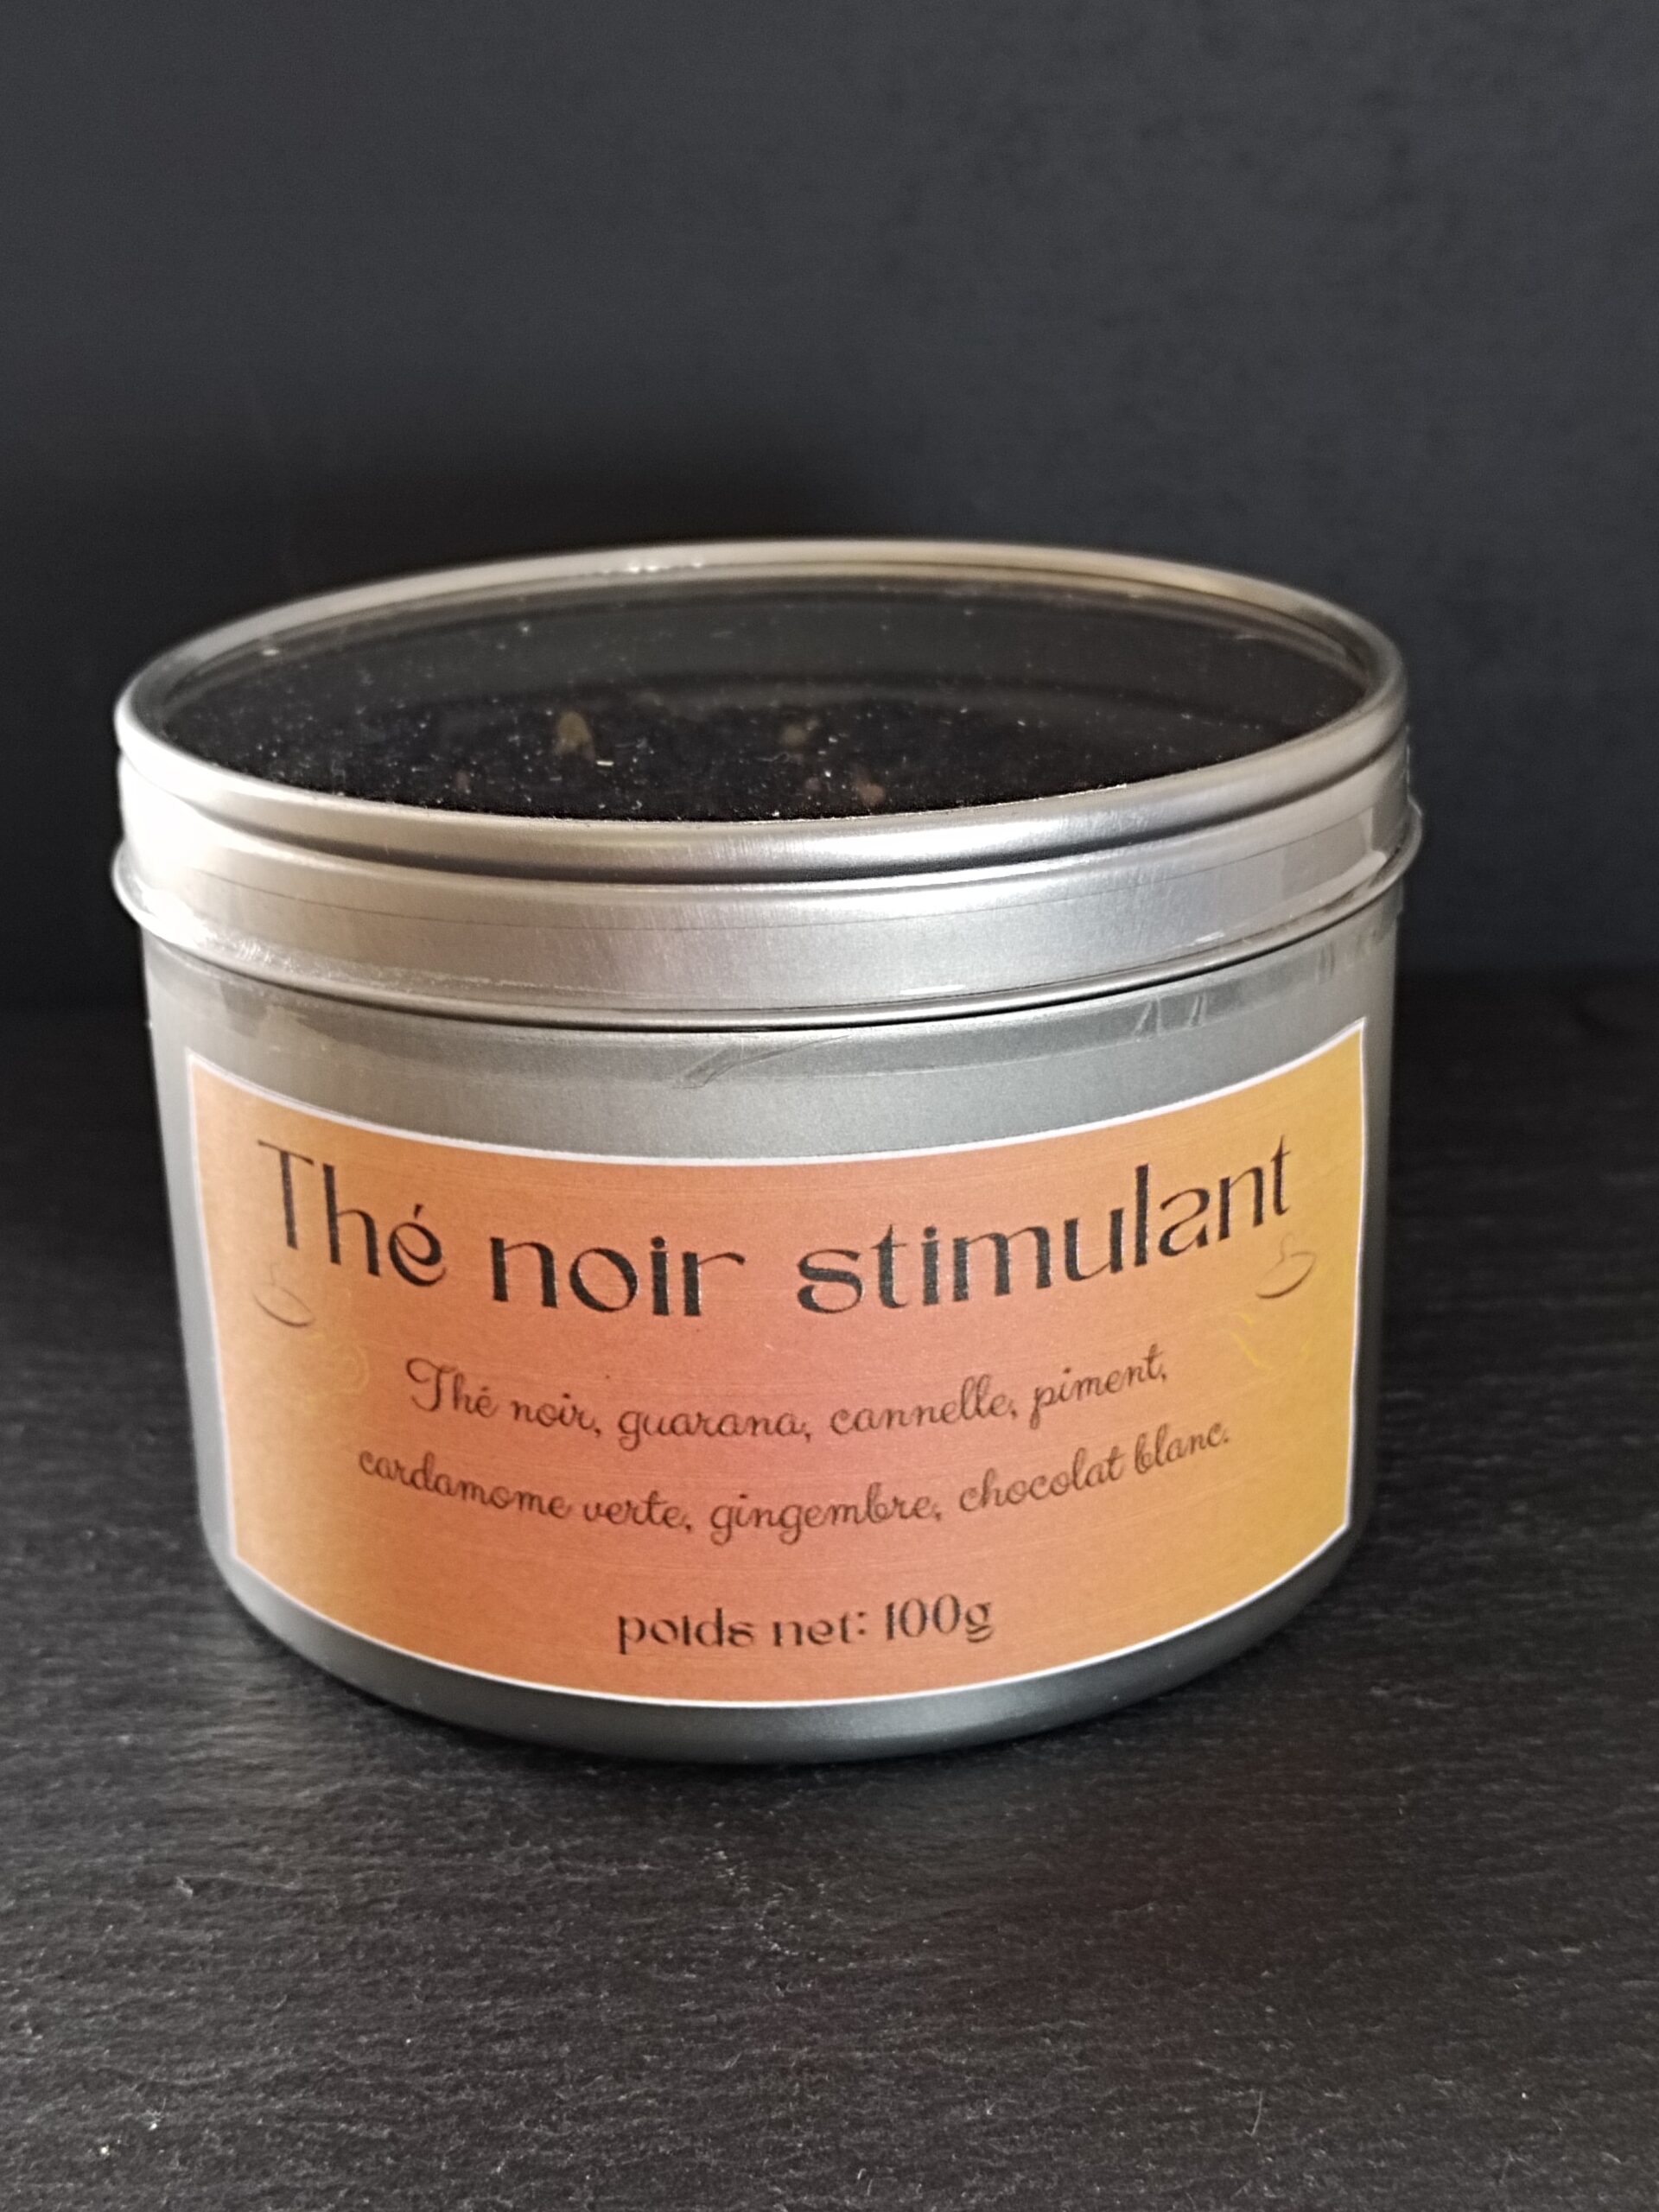 Thé noir stimulant
Thé noir, guarana, cannelle, piment,
cardamome verte, gingembre, chocolat blanc.
poids net: 100g